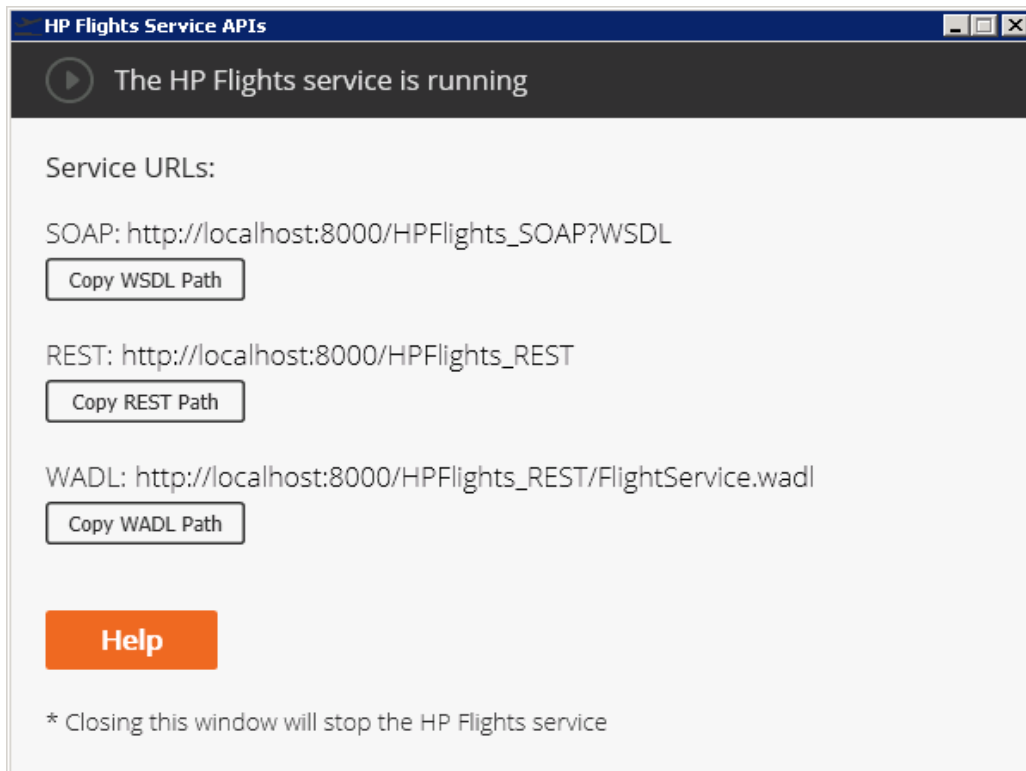 HP Flights Service APIs
The HP Flights service is running
Service URLs:
SOAP: http://localhost:8000/HPFlights_SOAP?WSDL
Copy WSDL Path
REST: http://localhost:8000/HPFlights_REST
Copy REST Path
WADL: http://localhost:8000/HPFlights_REST/FlightService.wadl
Copy WADL Path
Help
* Closing this window will stop the HP Flights service